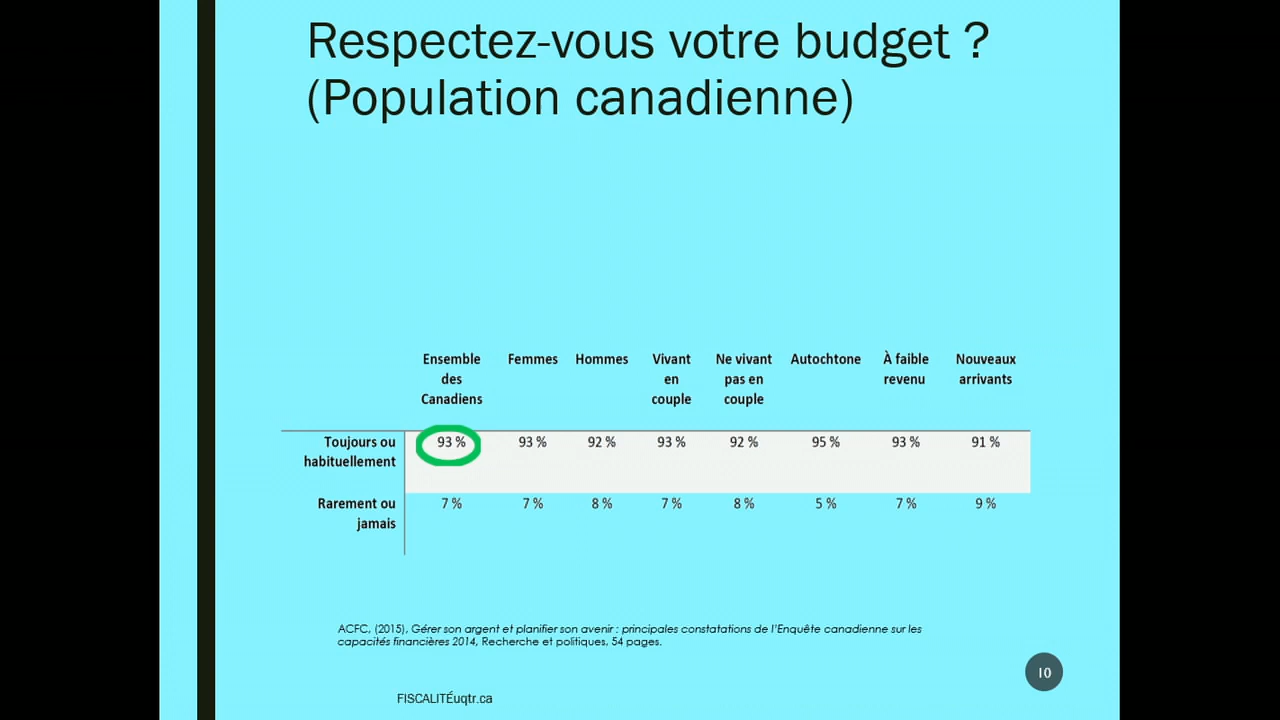 Respectez-vous votre budget ?
(Population canadienne)
Ensemble des Canadiens Femmes Hommes Vivant en couple Ne vivant pas en couple Autochtone À faible revenu Nouveaux arrivants
Toujours ou habituellement 93 % 93 % 92 % 93 % 92 % 95 % 93 % 91 %
Rarement ou jamais 7 % 7 % 8 % 7 % 8 % 5 % 7 % 9 %
ACFC, (2015), Gérer son argent et planifier son avenir : principales constatations de l'Enquête canadienne sur les
capacités financières 2014, Recherche et politiques, 54 pages.
10
FISCALITÉuqtr.ca